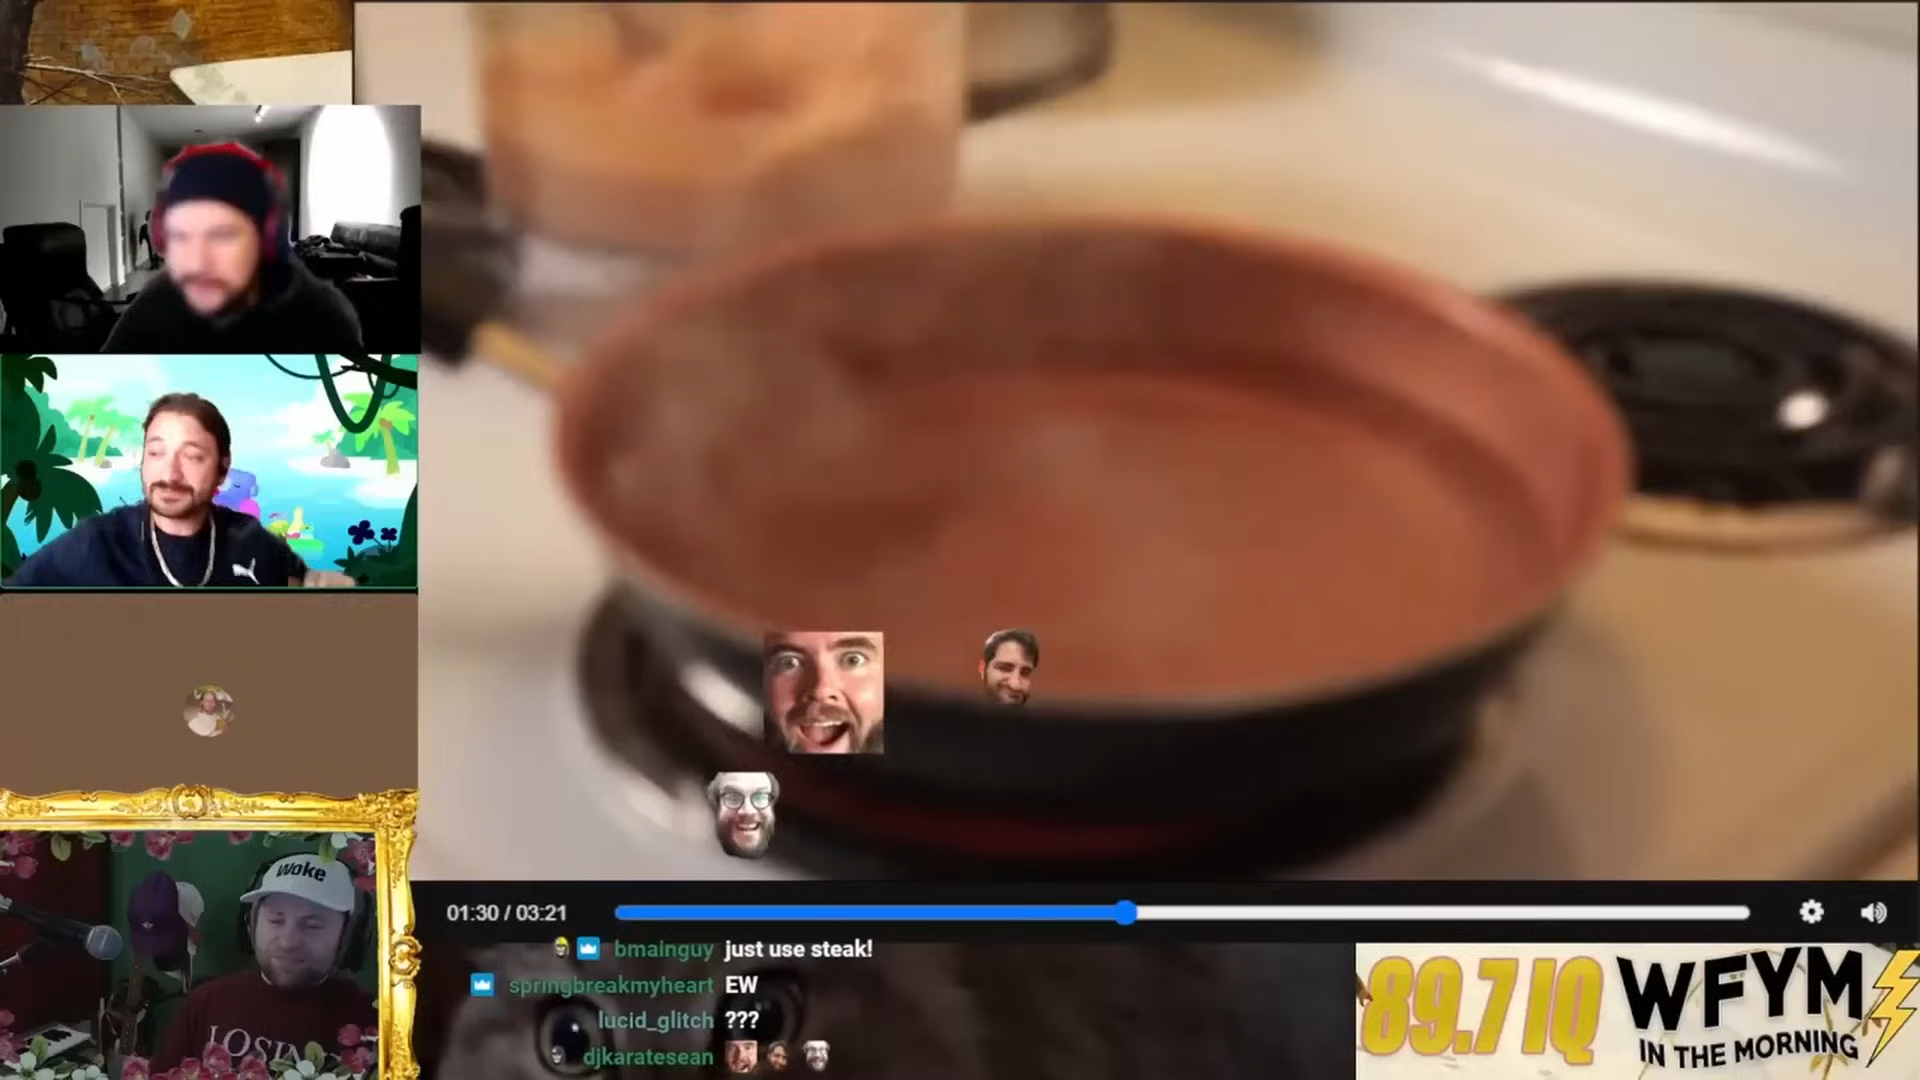 Woke
LOSIN
01:30 / 03:21
bmainguy just use steak!
springbreakmyheart EW
lucid_glitch ???
djkaratesean
89.7 IQ
WFYM
IN THE MORNING